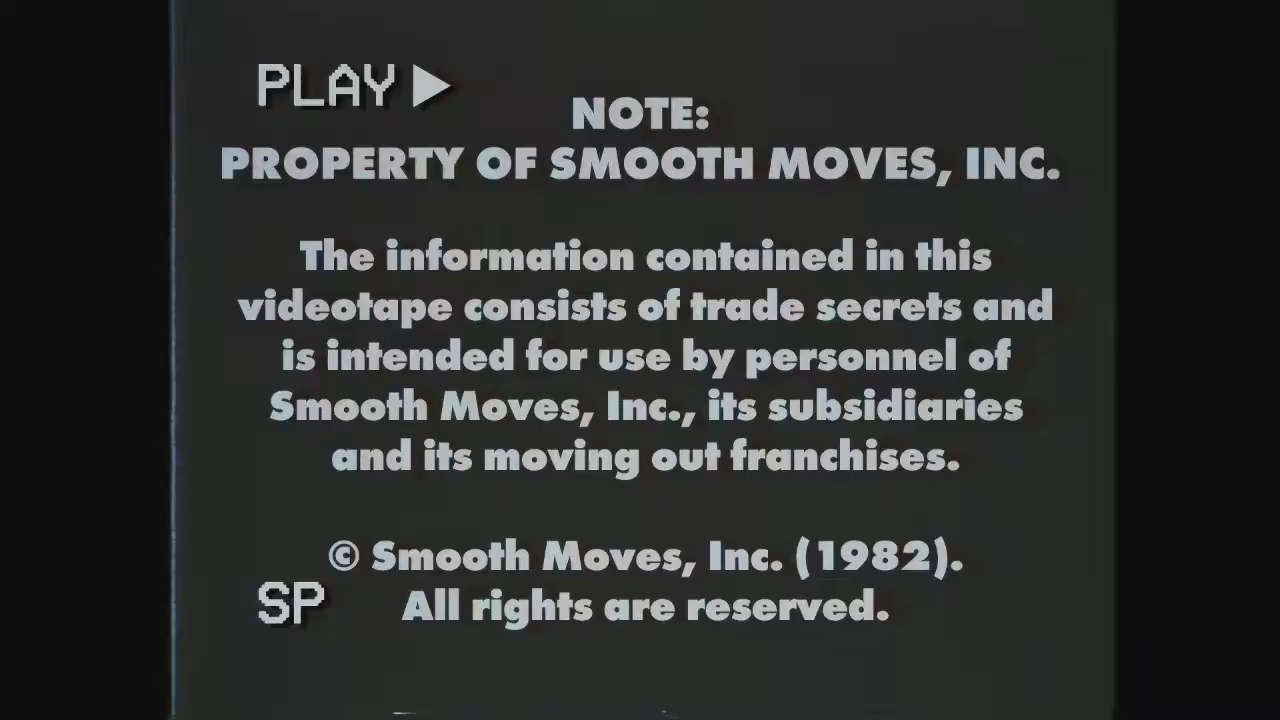 PLAY ▶
NOTE:
PROPERTY OF SMOOTH MOVES, INC.
The information contained in this
videotape consists of trade secrets and
is intended for use by personnel of
Smooth Moves, Inc., its subsidiaries
and its moving out franchises.
© Smooth Moves, Inc. (1982).
All rights are reserved.
SP